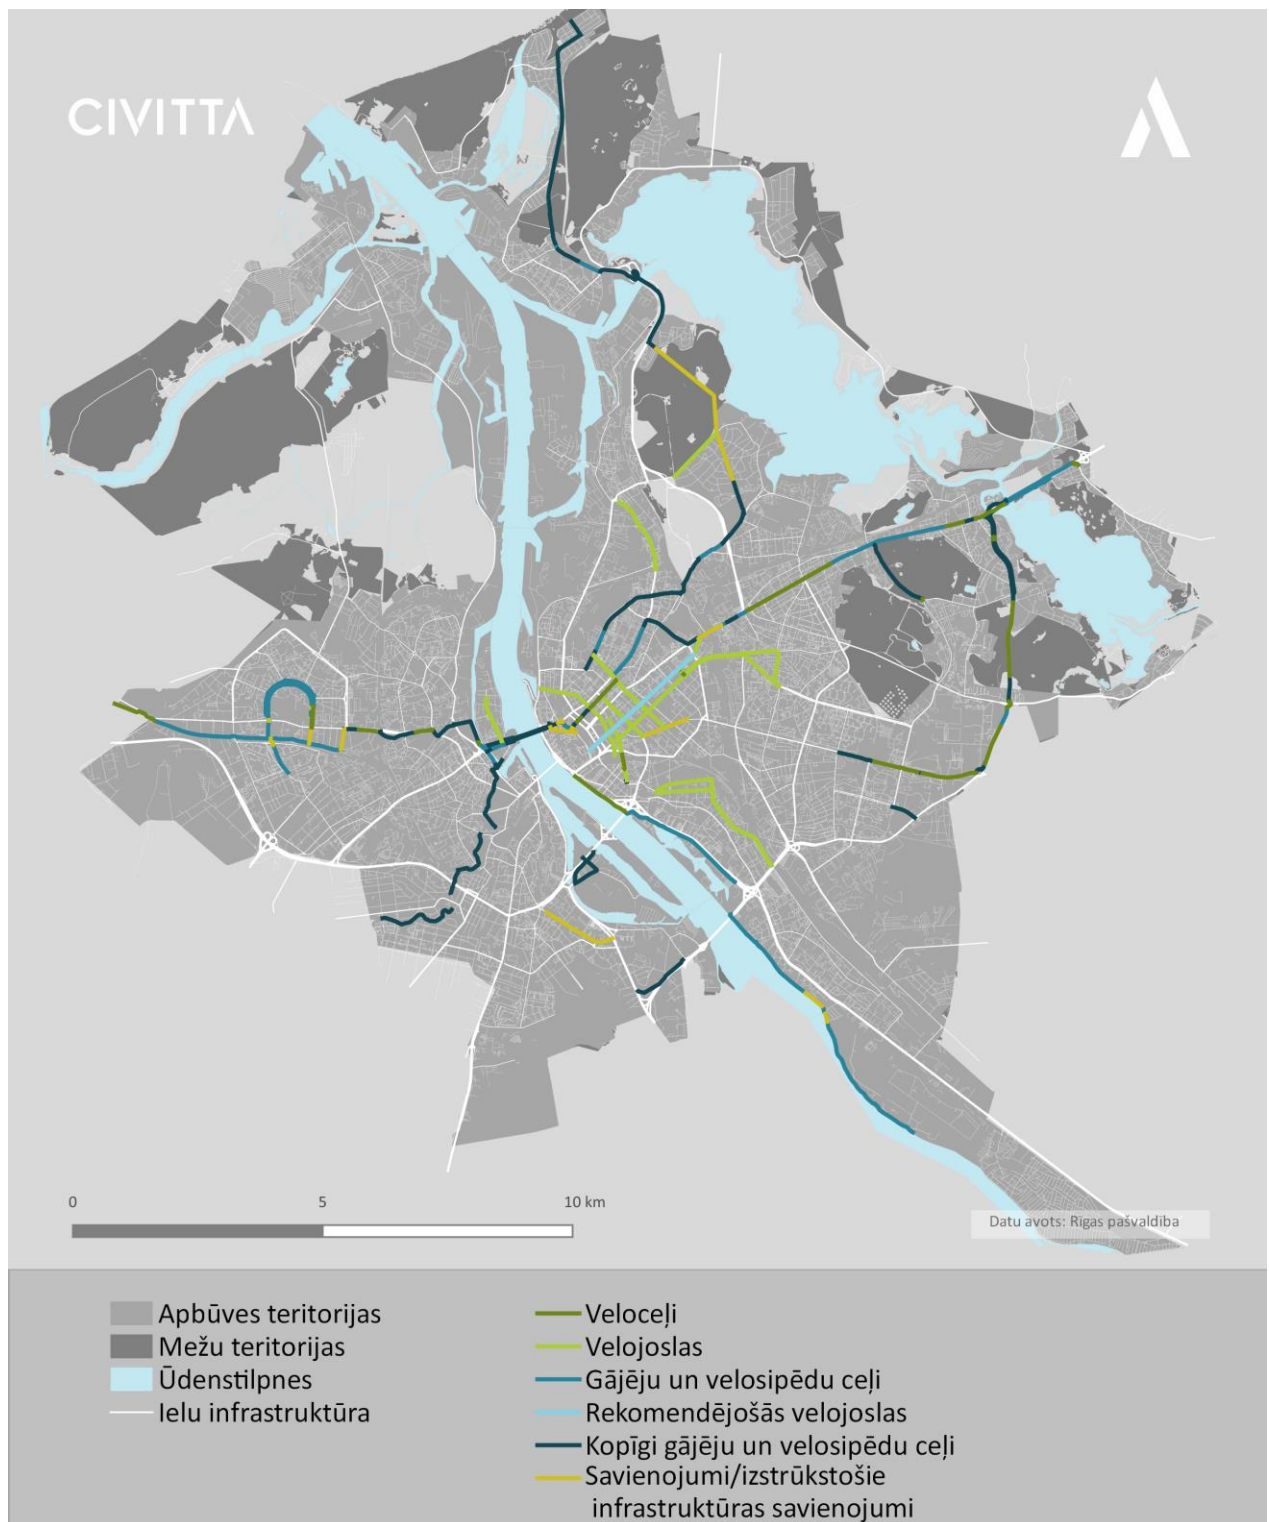 CIVITTA
0 5 10 km
Datu avots: Rīgas pašvaldība
Apbūves teritorijas
Mežu teritorijas
Ūdenstilpnes
Ielu infrastruktūra
Veloceļi
Velojoslas
Gājēju un velosipēdu ceļi
Rekomendējošās velojoslas
Kopīgi gājēju un velosipēdu ceļi
Savienojumi/izstrūkstošie
infrastruktūras savienojumi